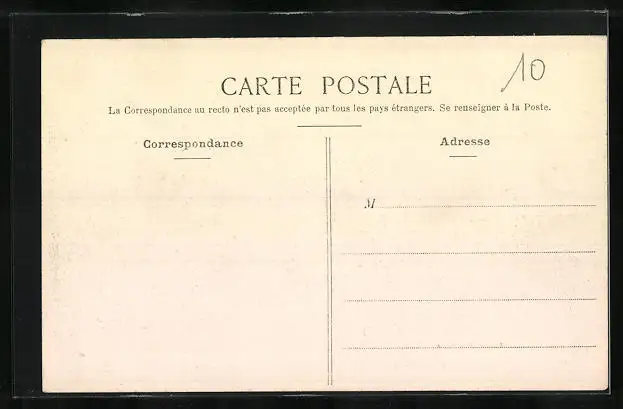 10
CARTE POSTALE
La Correspondance au recto n'est pas acceptée par tous les pays étrangers. Se renseigner à la Poste.
Correspondance
Adresse
M